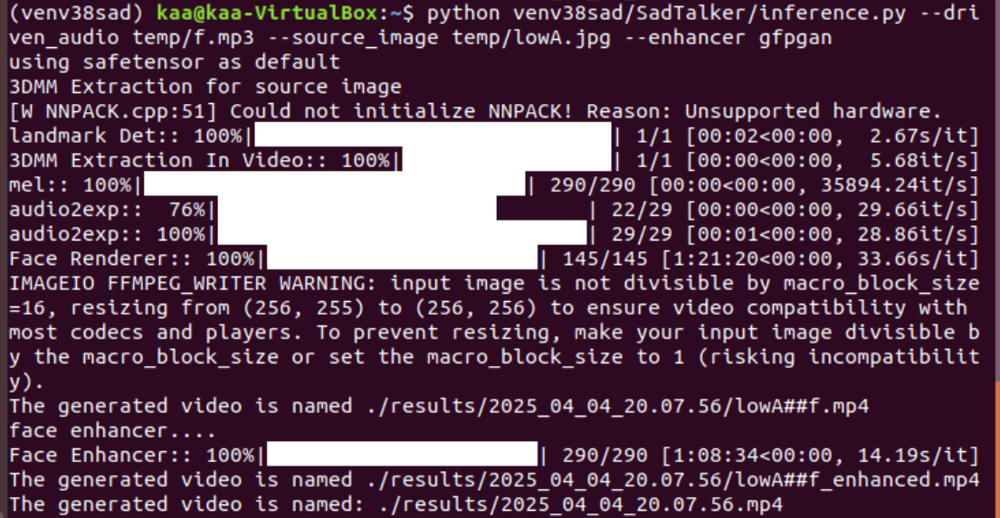 (venv38sad) kaa@kaa-VirtualBox:~$ python venv38sad/SadTalker/inference.py --dri
ven_audio temp/f.mp3 --source_image temp/lowA.jpg --enhancer gfpgan
using safetensor as default
3DMM Extraction for source image
[W NNPACK.cpp:51] Could not initialize NNPACK! Reason: Unsupported hardware.
landmark Det:: 100%| | 1/1 [00:02<00:00,  2.67s/it]
3DMM Extraction In Video:: 100%| | 1/1 [00:00<00:00,  5.68it/s]
mel:: 100%| | 290/290 [00:00<00:00, 35894.24it/s]
audio2exp::  76%| | 22/29 [00:00<00:00, 29.66it/s]
audio2exp:: 100%| | 29/29 [00:01<00:00, 28.86it/s]
Face Renderer:: 100%| | 145/145 [1:21:20<00:00, 33.66s/it]
IMAGEIO FFMPEG_WRITER WARNING: input image is not divisible by macro_block_size
=16, resizing from (256, 255) to (256, 256) to ensure video compatibility with
most codecs and players. To prevent resizing, make your input image divisible b
y the macro_block_size or set the macro_block_size to 1 (risking incompatibilit
y).
The generated video is named ./results/2025_04_04_20.07.56/lowA##f.mp4
face enhancer....
Face Enhancer:: 100%| | 290/290 [1:08:34<00:00, 14.19s/it]
The generated video is named ./results/2025_04_04_20.07.56/lowA##f_enhanced.mp4
The generated video is named: ./results/2025_04_04_20.07.56.mp4